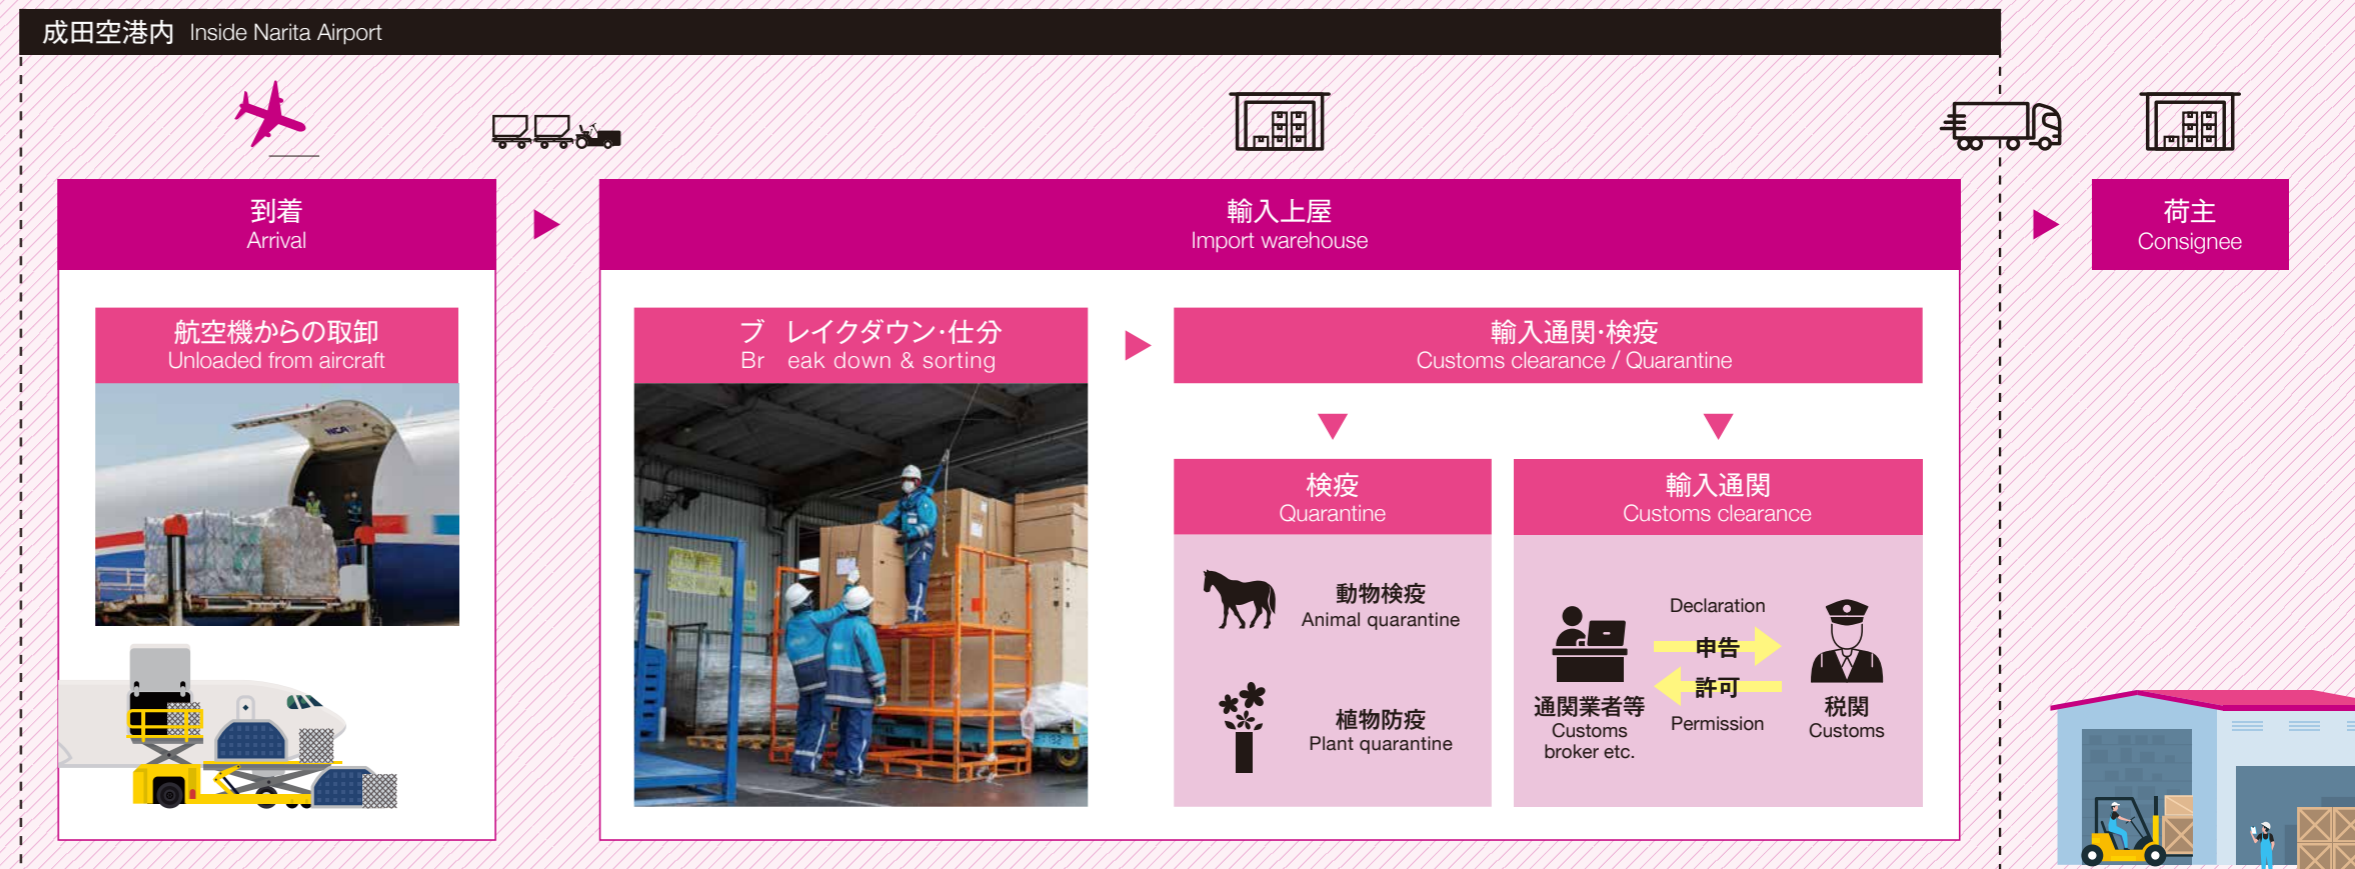 成田空港内 Inside Narita Airport
到着
Arrival
輸入上屋
Import warehouse
荷主
Consignee
航空機からの取卸
Unloaded from aircraft
NCA
ブ レイクダウン・仕分
Br eak down & sorting
輸入通関・検疫
Customs clearance / Quarantine
検疫
Quarantine
動物検疫
Animal quarantine
植物防疫
Plant quarantine
輸入通関
Customs clearance
Declaration
申告
許可
Permission
通関業者等
Customs
broker etc.
税関
Customs